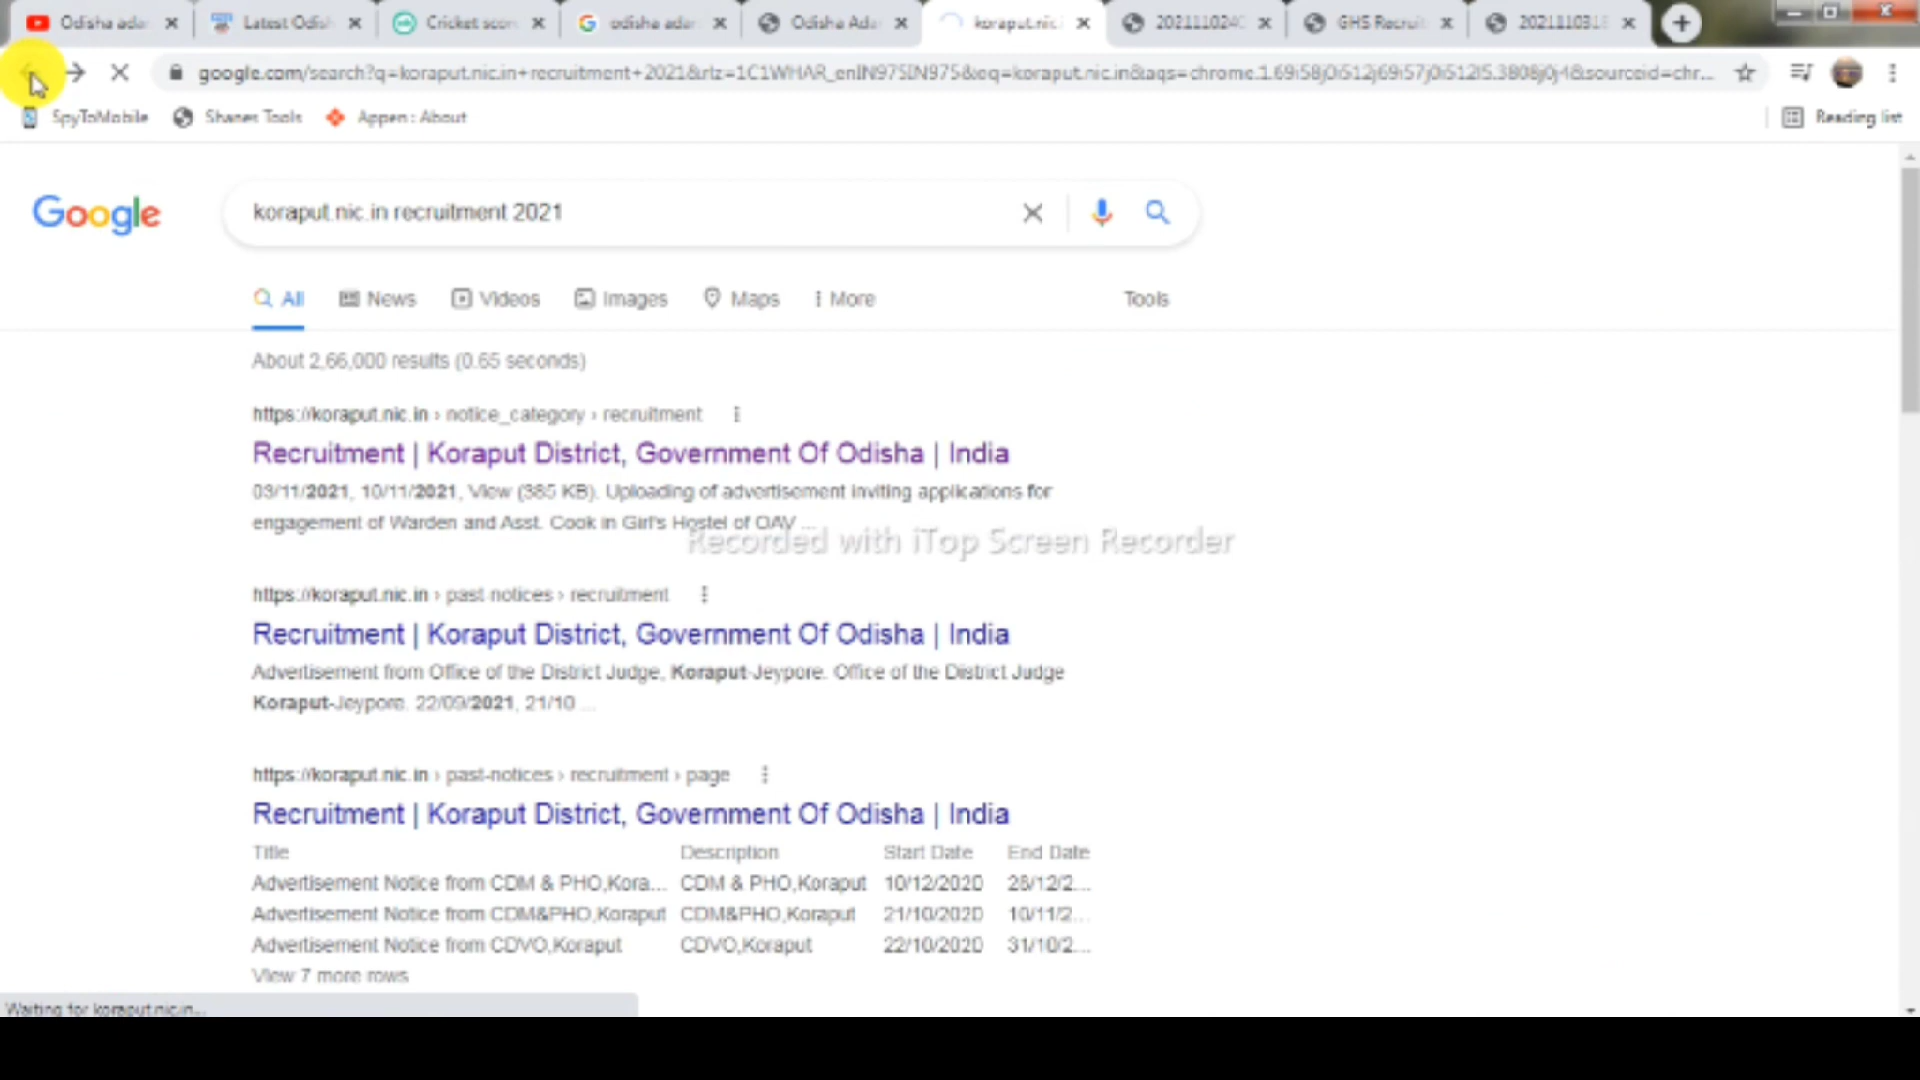 Odisha adar
Latest Odish
Cricket scor
odisha adar
Odisha Ada
koraput.nic.i
202111024
GHS Recruit
202111031
google.com/search?q=koraput.nic.in+recruitment+2021&rlz=1C1WHAR_enIN975IN975&oq=koraput.nic.in&aqs=chrome.1.69i58j0i512j69i57j0i512l5.3808j0j4&sourceid=chr...
SpyToMobile
Shares Tools
Appen : About
Reading list
Google
koraput.nic.in recruitment 2021
All
News
Videos
Images
Maps
More
Tools
About 2,66,000 results (0.65 seconds)
https://koraput.nic.in › notice_category › recruitment
Recruitment | Koraput District, Government Of Odisha | India
03/11/2021, 10/11/2021, View (385 KB). Uploading of advertisement inviting applications for
engagement of Warden and Asst. Cook in Girl's Hostel of OAV ...
Recorded with iTop Screen Recorder
https://koraput.nic.in › past-notices › recruitment
Recruitment | Koraput District, Government Of Odisha | India
Advertisement from Office of the District Judge, Koraput-Jeypore. Office of the District Judge
Koraput-Jeypore. 22/09/2021, 21/10 ...
https://koraput.nic.in › past-notices › recruitment › page
Recruitment | Koraput District, Government Of Odisha | India
Title Description Start Date End Date
Advertisement Notice from CDM & PHO,Kora... CDM & PHO,Koraput 10/12/2020 28/12/2...
Advertisement Notice from CDM&PHO,Koraput CDM&PHO,Koraput 21/10/2020 10/11/2...
Advertisement Notice from CDVO,Koraput CDVO,Koraput 22/10/2020 31/10/2...
View 7 more rows
Waiting for koraput.nic.in...